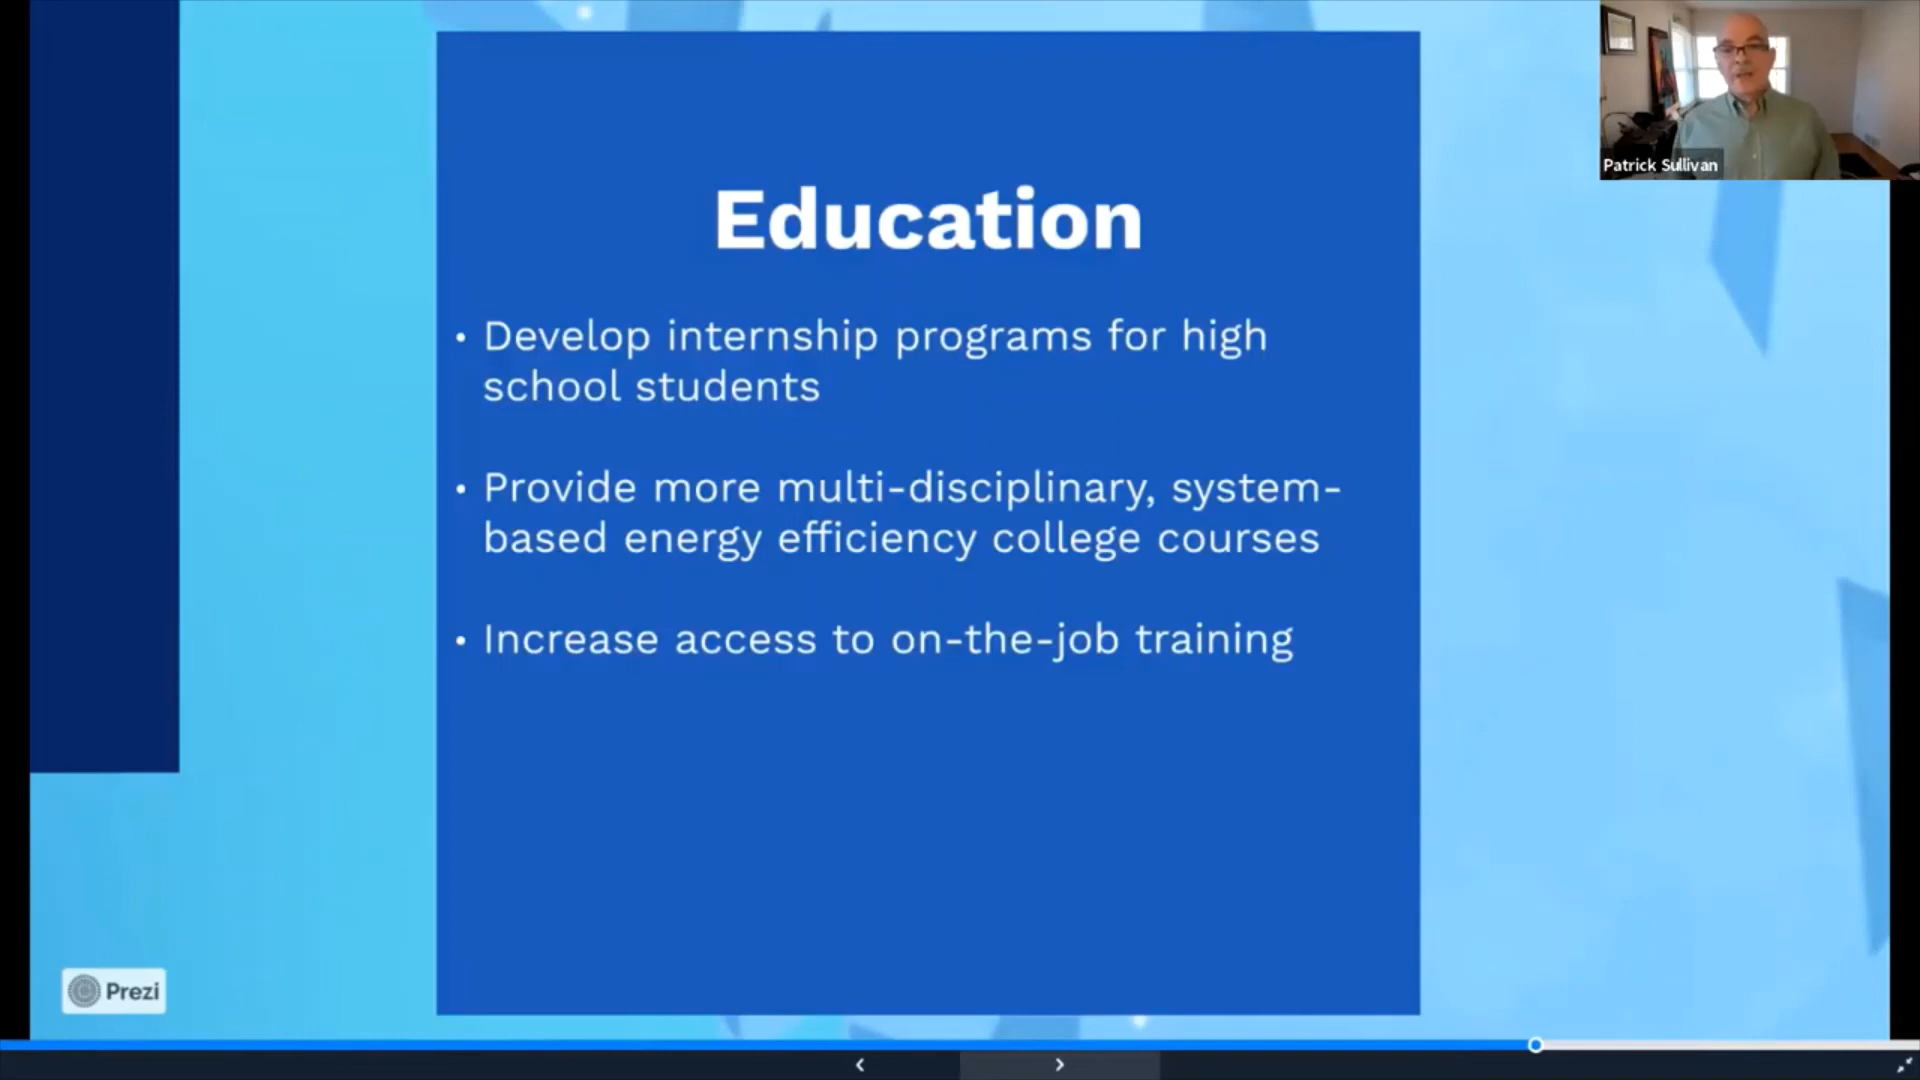 Patrick Sullivan
Education
• Develop internship programs for high
school students
• Provide more multi-disciplinary, system-
based energy efficiency college courses
• Increase access to on-the-job training
Prezi